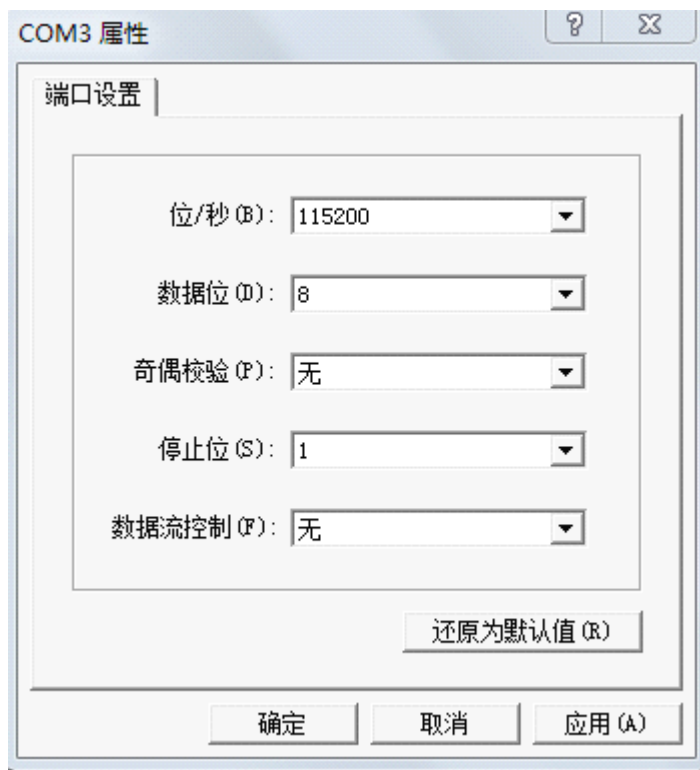 COM3 属性
端口设置
位/秒(B): 115200
数据位(D): 8
奇偶校验(P): 无
停止位(S): 1
数据流控制(F): 无
还原为默认值(R)
确定 取消 应用(A)